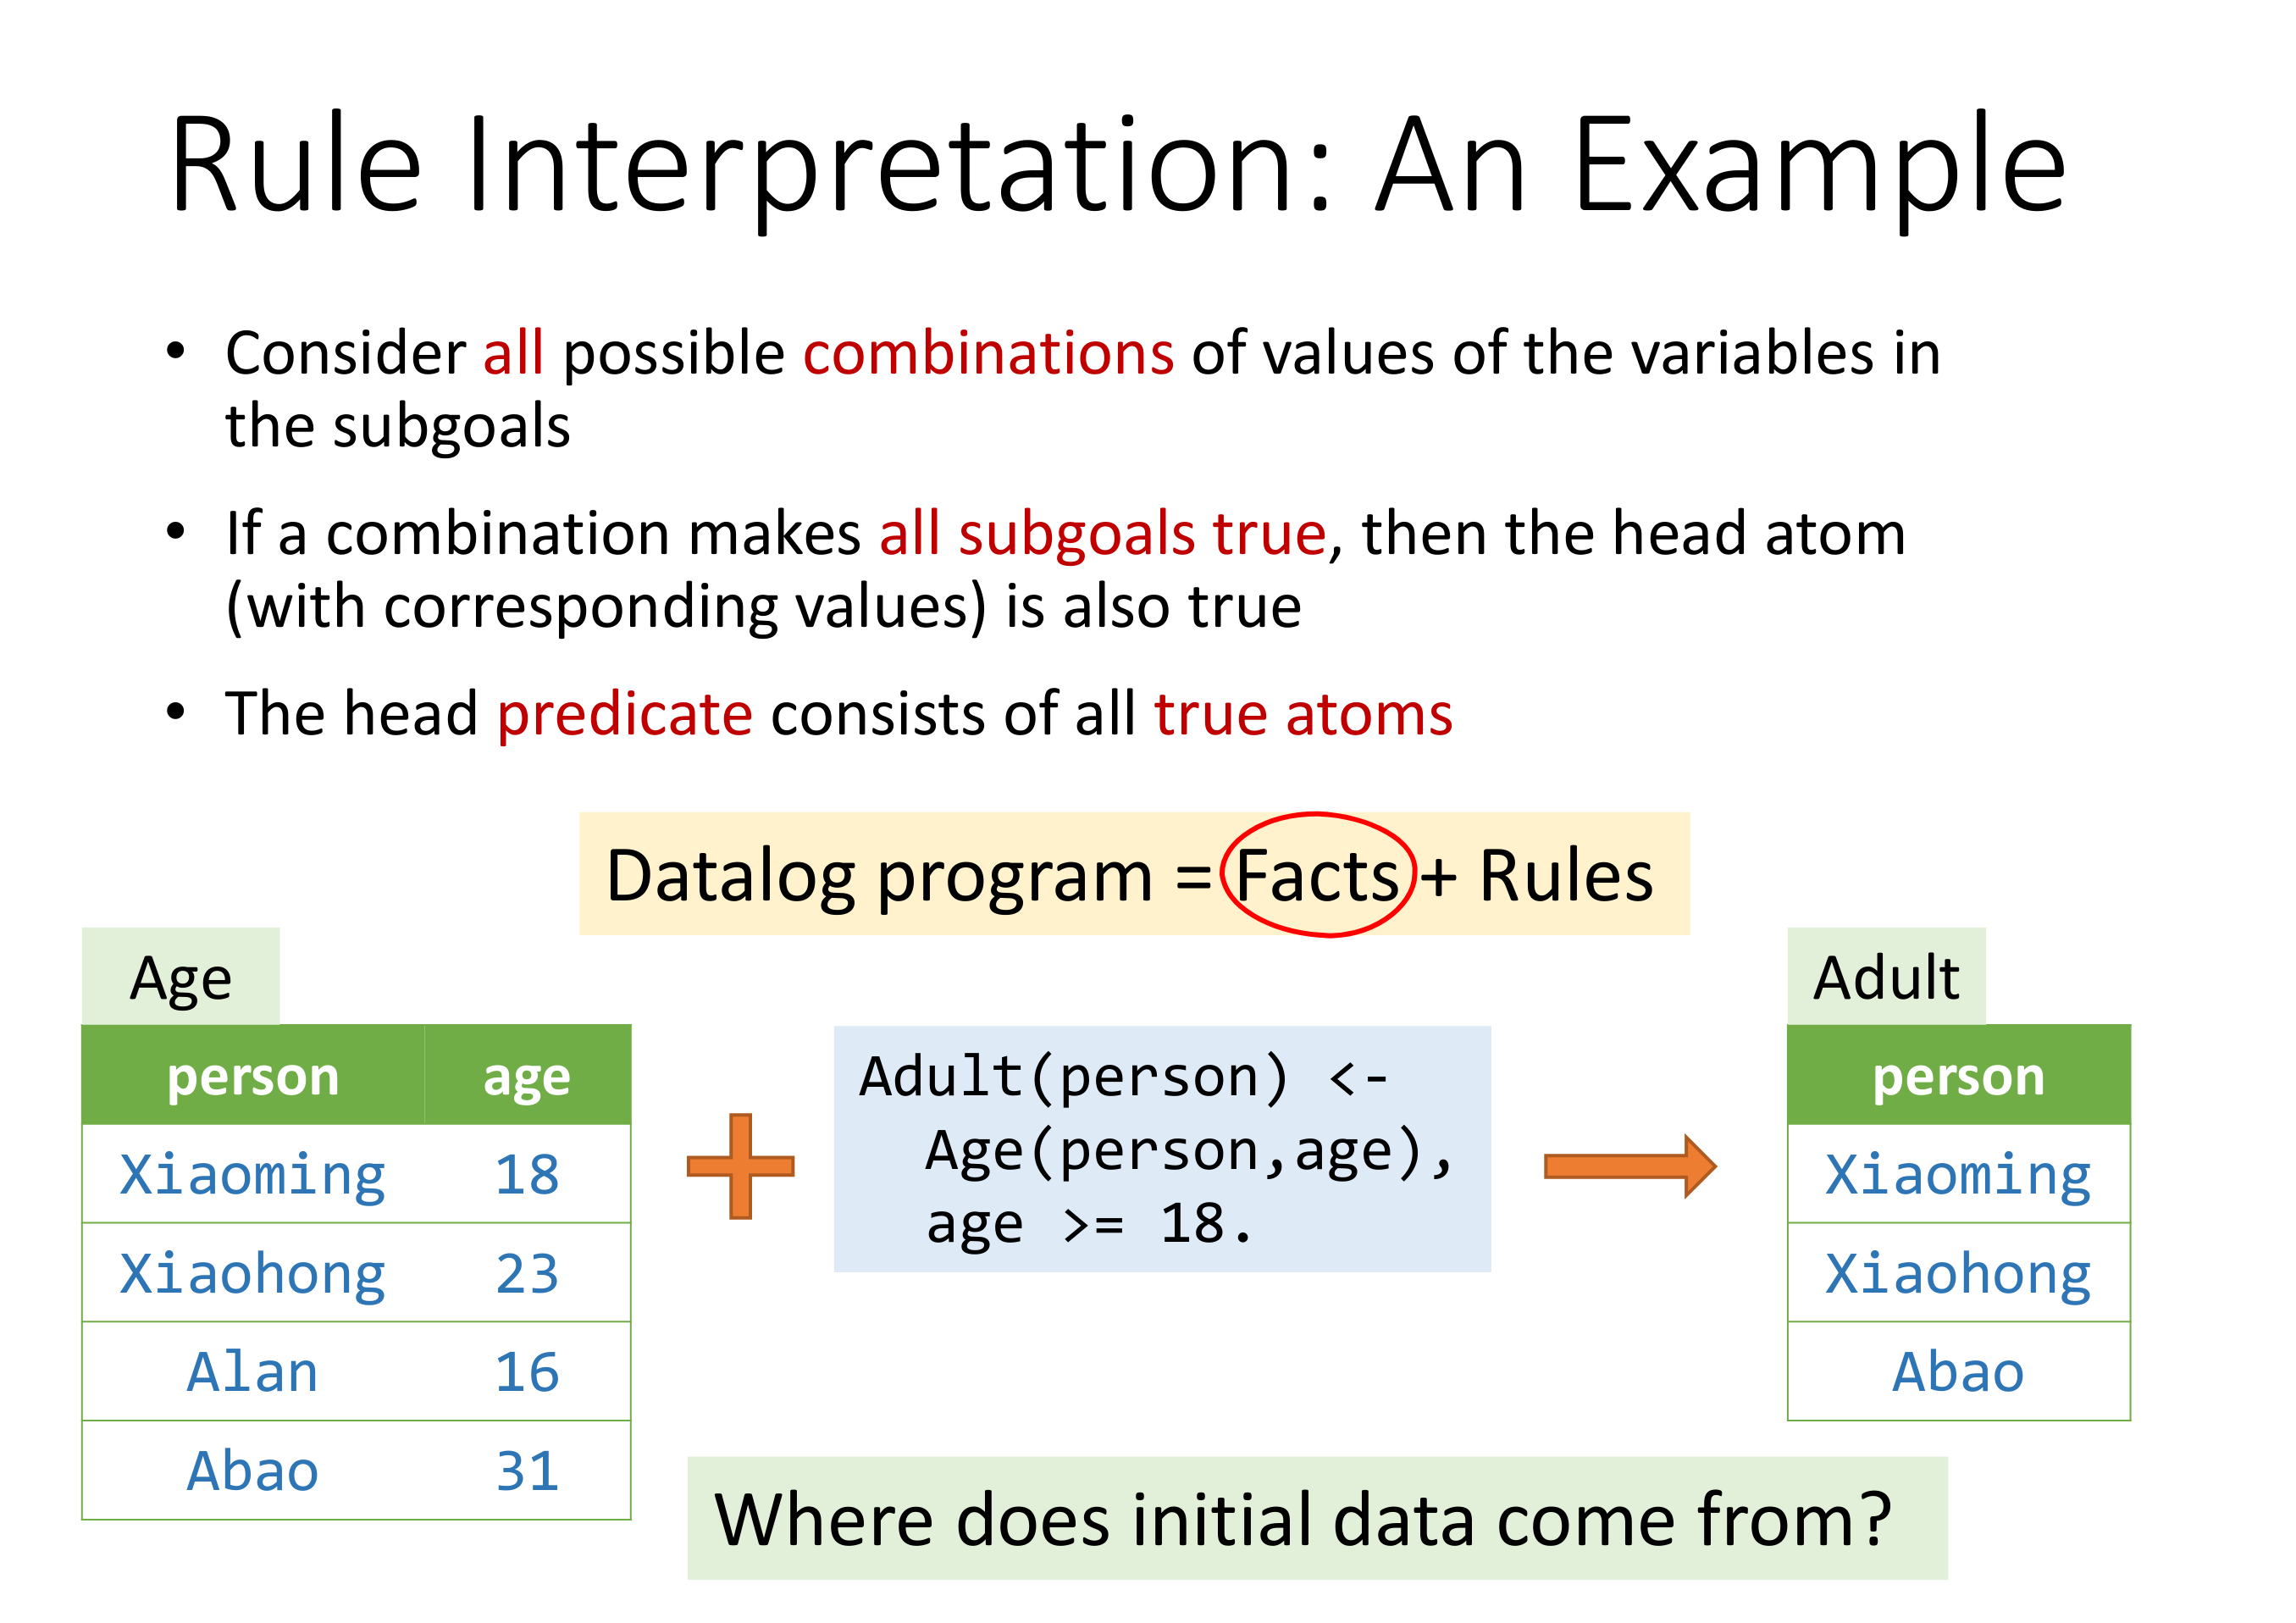 Rule Interpretation: An Example
• Consider all possible combinations of values of the variables in
the subgoals
• If a combination makes all subgoals true, then the head atom
(with corresponding values) is also true
• The head predicate consists of all true atoms
Datalog program = Facts + Rules
Age
person age
Xiaoming 18
Xiaohong 23
Alan 16
Abao 31
Adult(person) <-
Age(person,age),
age >= 18.
Adult
person
Xiaoming
Xiaohong
Abao
Where does initial data come from?